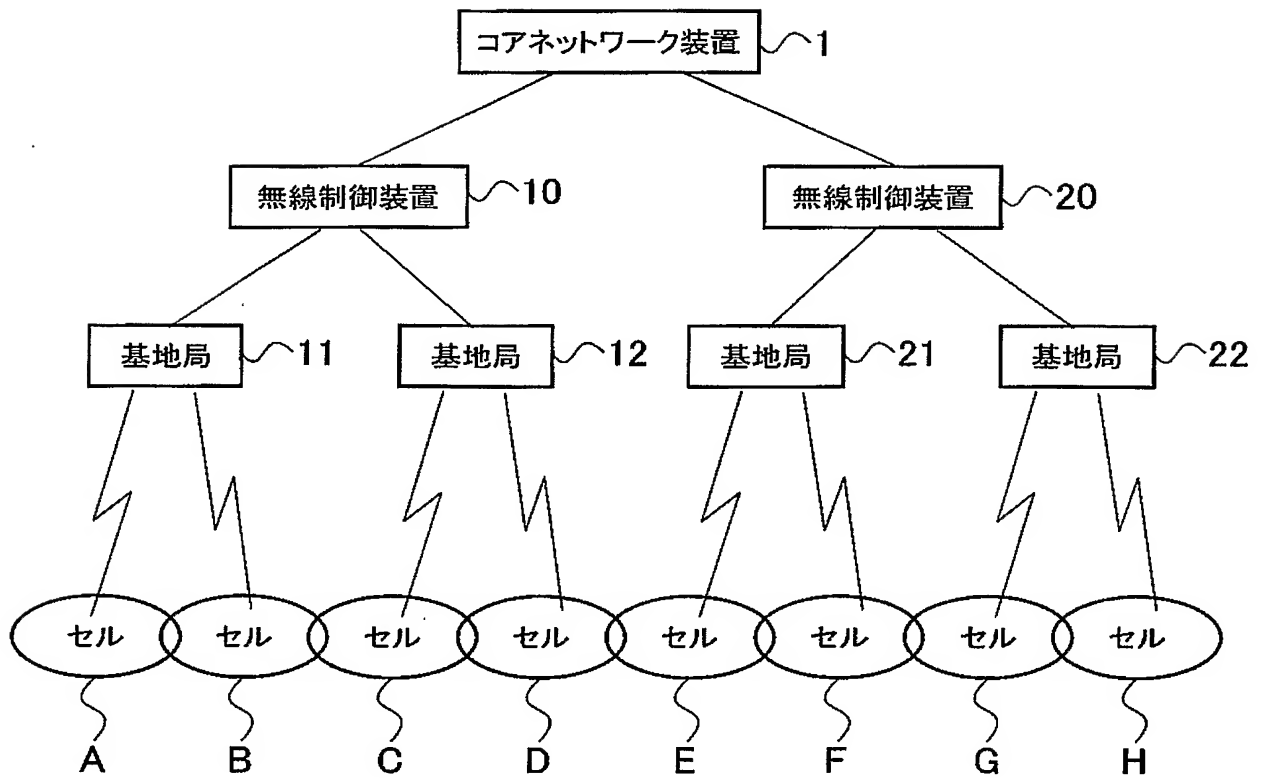 コアネットワーク装置 1
無線制御装置 10 無線制御装置 20
基地局 11 基地局 12 基地局 21 基地局 22
セル セル セル セル セル セル セル セル
A B C D E F G H